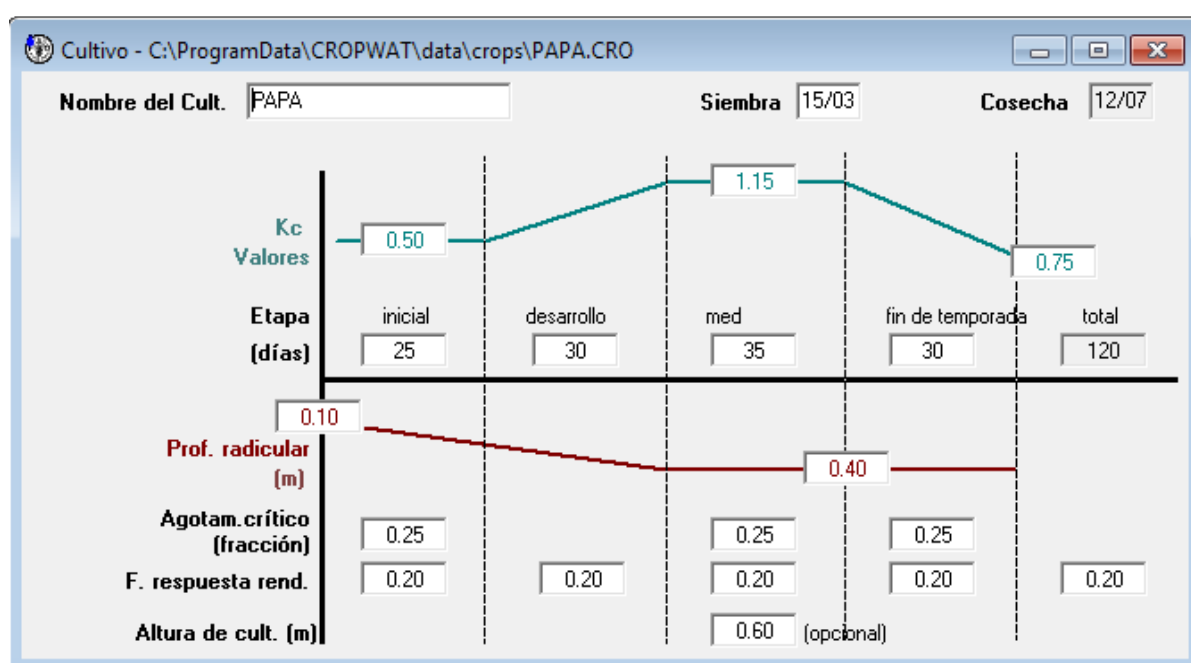 Cultivo - C:\ProgramData\CROPWAT\data\crops\PAPA.CRO
Nombre del Cult. PAPA Siembra 15/03 Cosecha 12/07
1.15
Kc 0.50
Valores 0.75
Etapa inicial desarrollo med fin de temporada total
(días) 25 30 35 30 120
0.10
Prof. radicular 0.40
(m)
Agotam.crítico
(fracción) 0.25 0.25 0.25
F. respuesta rend. 0.20 0.20 0.20 0.20 0.20
Altura de cult. (m) 0.60 (opcional)